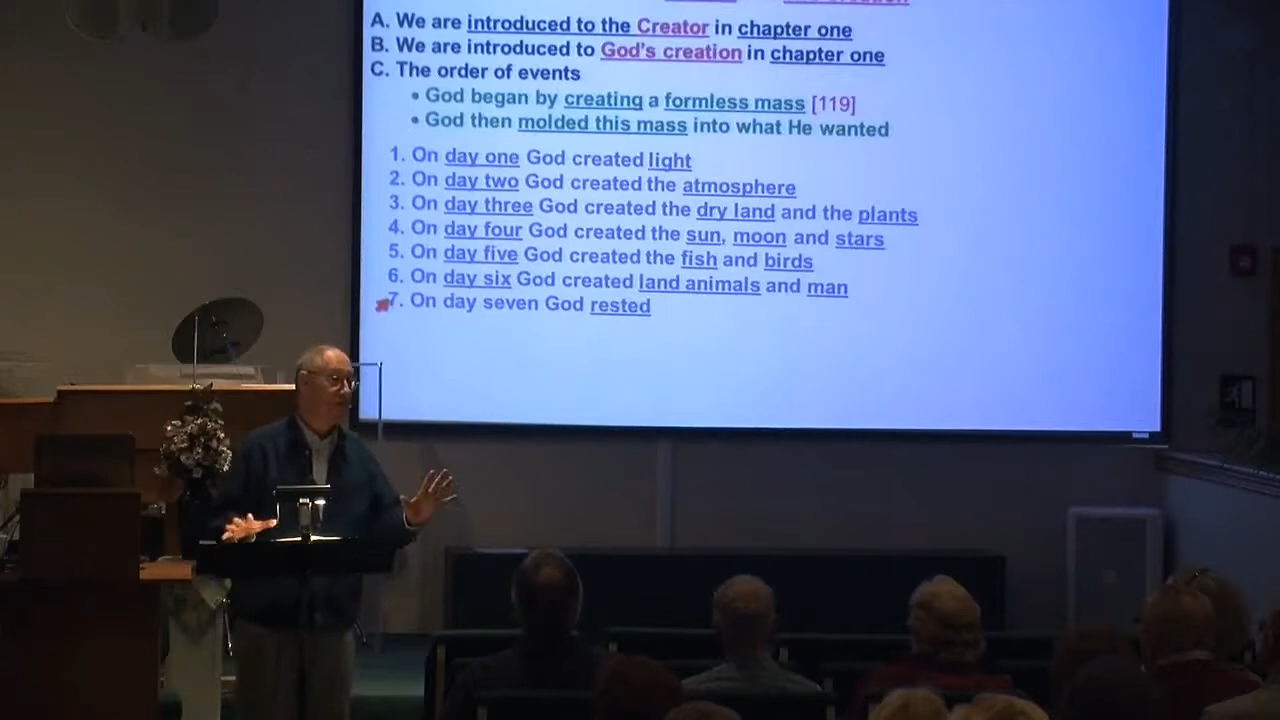 A. We are introduced to the Creator in chapter one
B. We are introduced to God's creation in chapter one
C. The order of events
• God began by creating a formless mass [119]
• God then molded this mass into what He wanted
1. On day one God created light
2. On day two God created the atmosphere
3. On day three God created the dry land and the plants
4. On day four God created the sun, moon and stars
5. On day five God created the fish and birds
6. On day six God created land animals and man
7. On day seven God rested